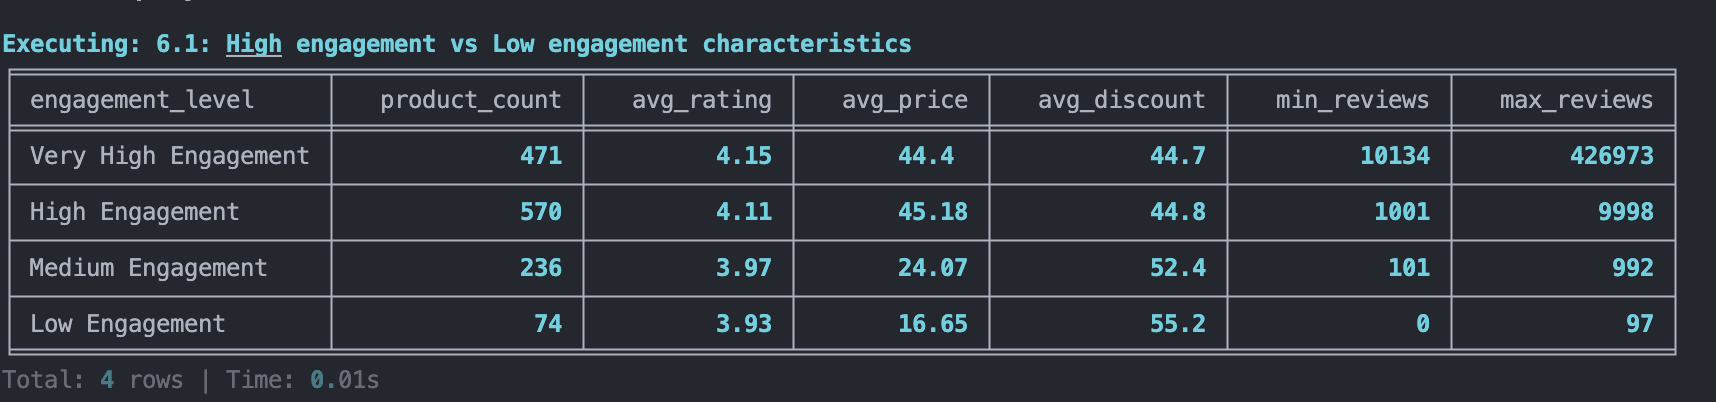 Executing: 6.1: High engagement vs Low engagement characteristics
engagement_level product_count avg_rating avg_price avg_discount min_reviews max_reviews
Very High Engagement 471 4.15 44.4 44.7 10134 426973
High Engagement 570 4.11 45.18 44.8 1001 9998
Medium Engagement 236 3.97 24.07 52.4 101 992
Low Engagement 74 3.93 16.65 55.2 0 97
Total: 4 rows | Time: 0.01s